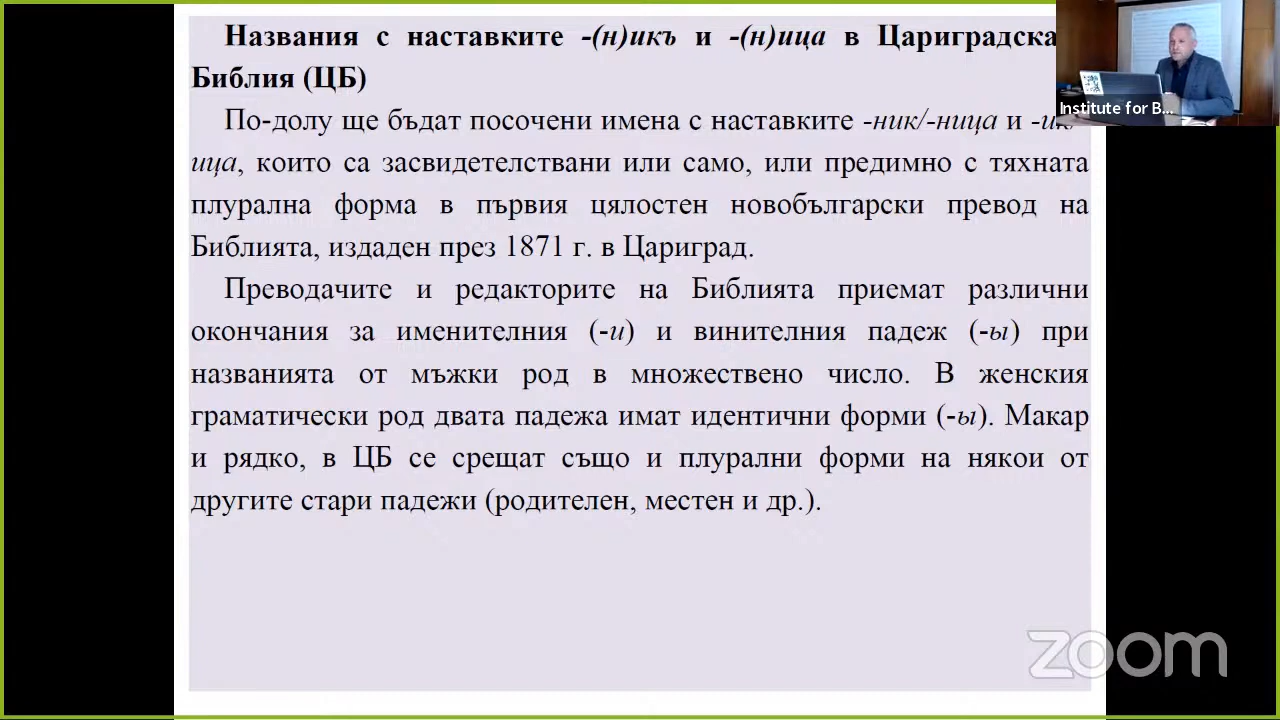 Названия с наставките -(н)икъ и -(н)ица в Цариградска
Библия (ЦБ)
По-долу ще бъдат посочени имена с наставките -ник/-ница и -ик/-
ица, които са засвидетелствани или само, или предимно с тяхната
плурална форма в първия цялостен новобългарски превод на
Библията, издаден през 1871 г. в Цариград.
Преводачите и редакторите на Библията приемат различни
окончания за именителния (-и) и винителния падеж (-ы) при
названията от мъжки род в множествено число. В женския
граматически род двата падежа имат идентични форми (-ы). Макар
и рядко, в ЦБ се срещат също и плурални форми на някои от
другите стари падежи (родителен, местен и др.).
Institute for B...
zoom